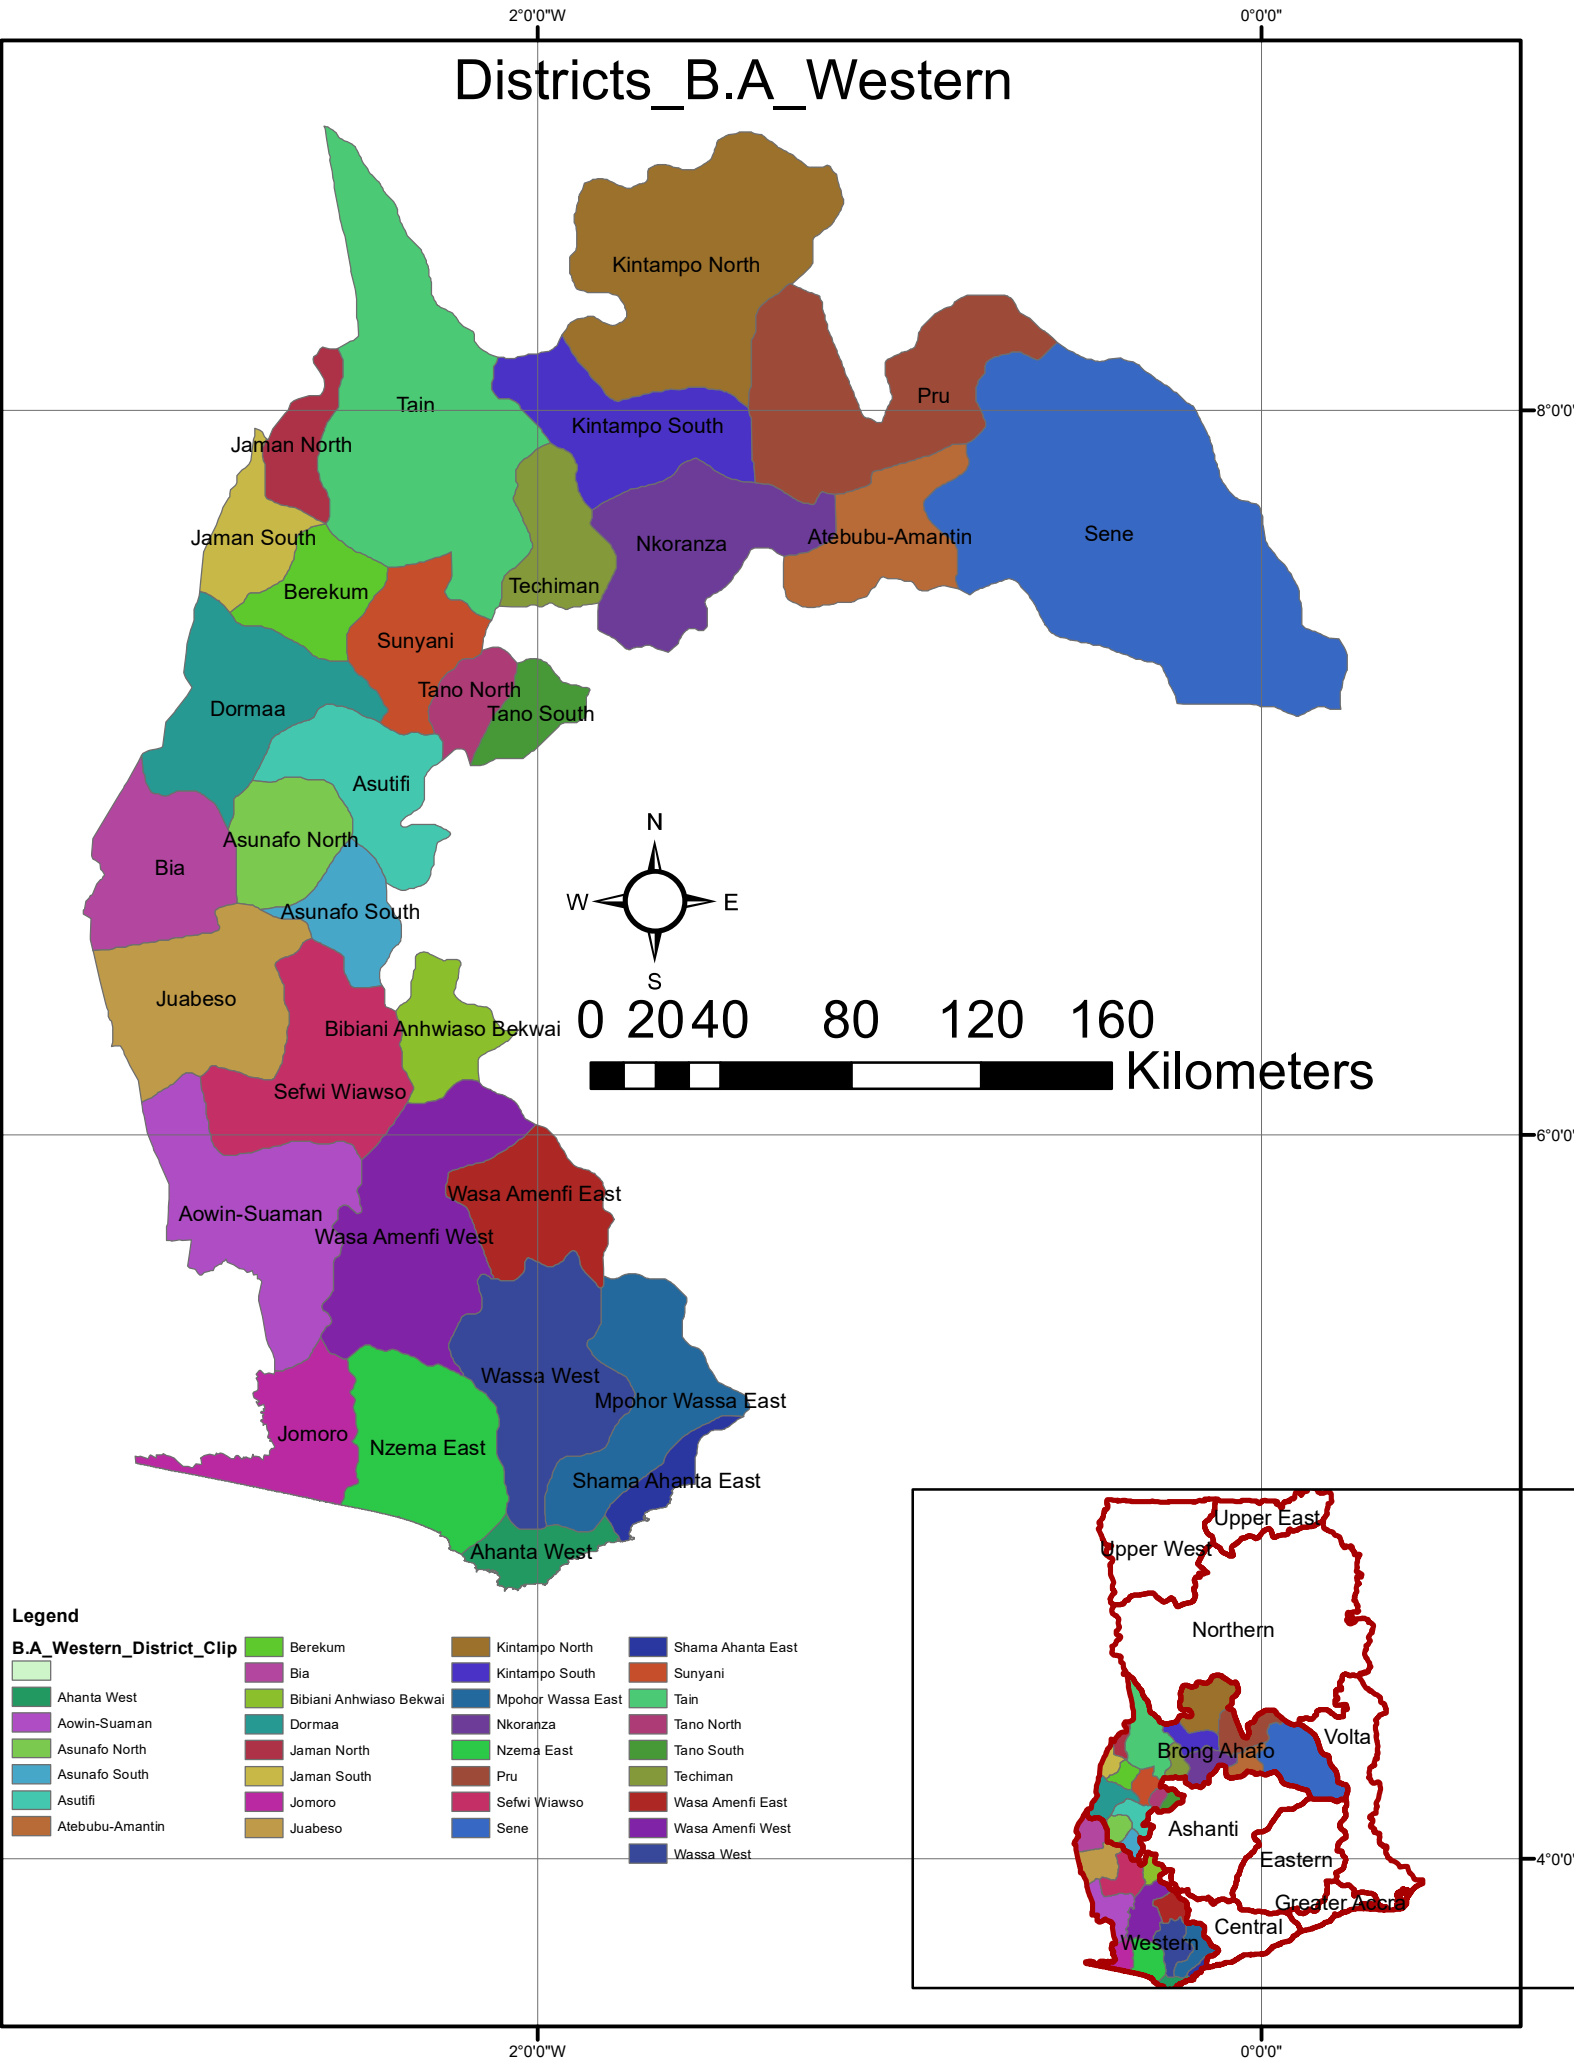 2°0'0"W
0°0'0"
Districts_B.A_Western
Kintampo North
Pru
8°0'0"
Tain
Kintampo South
Jaman North
Jaman South
Nkoranza
Atebubu-Amantin
Sene
Berekum
Techiman
Sunyani
Tano North
Dormaa
Tano South
Asutifi
Asunafo North
Bia
Asunafo South
N
W
E
S
Juabeso
Bibiani Anhwiaso Bekwai
0 20 40 80 120 160
Kilometers
Sefwi Wiawso
6°0'0"
Wasa Amenfi East
Aowin-Suaman
Wasa Amenfi West
Wassa West
Mpohor Wassa East
Jomoro
Nzema East
Shama Ahanta East
Ahanta West
Legend
B.A_Western_District_Clip
Ahanta West
Aowin-Suaman
Asunafo North
Asunafo South
Asutifi
Atebubu-Amantin
Berekum
Bia
Bibiani Anhwiaso Bekwai
Dormaa
Jaman North
Jaman South
Jomoro
Juabeso
Kintampo North
Kintampo South
Mpohor Wassa East
Nkoranza
Nzema East
Pru
Sefwi Wiawso
Sene
Shama Ahanta East
Sunyani
Tain
Tano North
Tano South
Techiman
Wasa Amenfi East
Wasa Amenfi West
Wassa West
Upper East
Upper West
Northern
Volta
Brong Ahafo
Ashanti
Eastern
Greater Accra
Central
Western
4°0'0"
2°0'0"W
0°0'0"